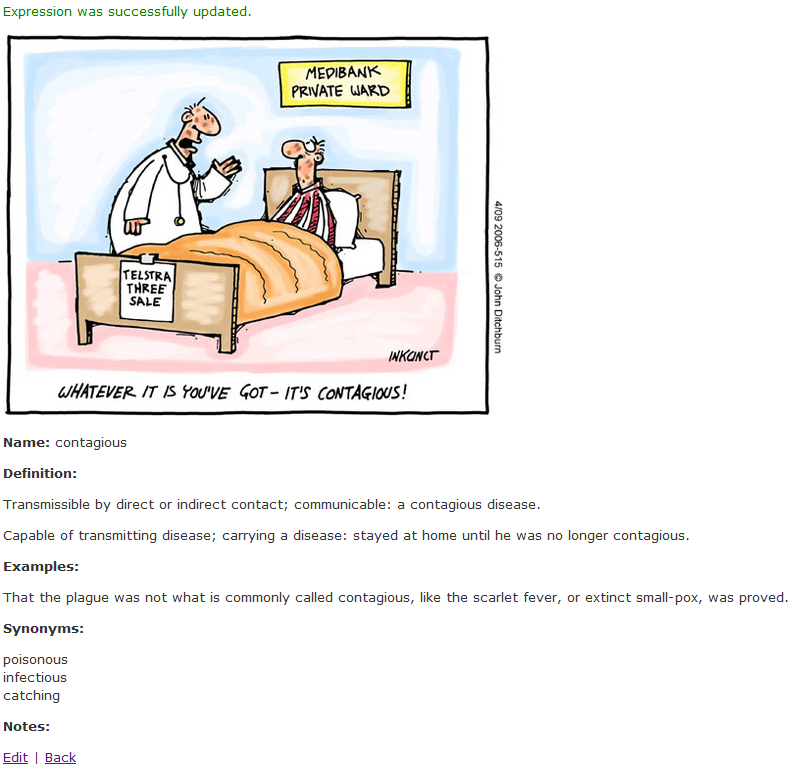 Expression was successfully updated.
MEDIBANK
PRIVATE WARD
TELSTRA
THREE
SALE
INKCINCT
WHATEVER IT IS YOU'VE GOT - IT'S CONTAGIOUS!
4/09 2006-515 © John Ditchburn
Name: contagious
Definition:
Transmissible by direct or indirect contact; communicable: a contagious disease.
Capable of transmitting disease; carrying a disease: stayed at home until he was no longer contagious.
Examples:
That the plague was not what is commonly called contagious, like the scarlet fever, or extinct small-pox, was proved.
Synonyms:
poisonous
infectious
catching
Notes:
Edit | Back